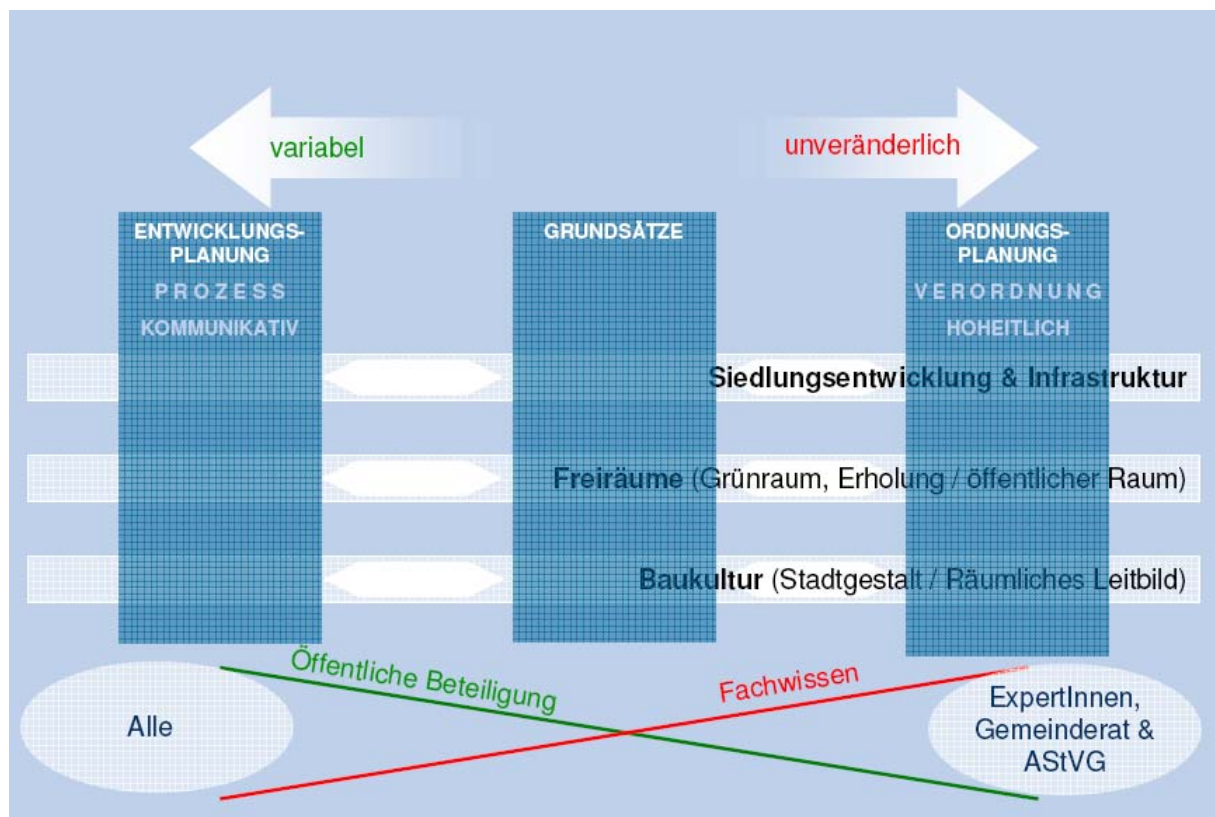 variabel
unveränderlich
ENTWICKLUNGS-
PLANUNG
PROZESS
KOMMUNIKATIV
GRUNDSÄTZE
ORDNUNGS-
PLANUNG
VERORDNUNG
HOHEITLICH
Siedlungsentwicklung & Infrastruktur
Freiräume (Grünraum, Erholung / öffentlicher Raum)
Baukultur (Stadtgestalt / Räumliches Leitbild)
Öffentliche Beteiligung
Fachwissen
Alle
ExpertInnen,
Gemeinderat &
AStVG